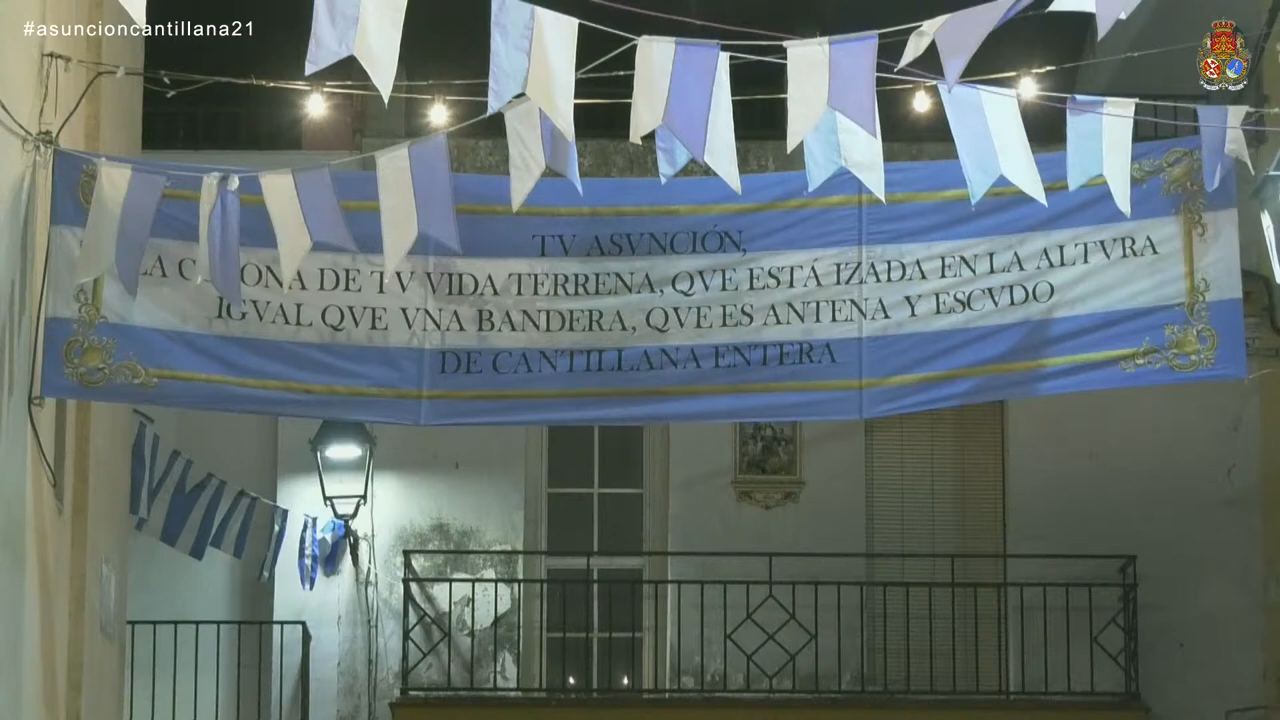 #asuncioncantillana21
TV ASVNCIÓN,
DE TV VIDA TERRENA, QVE ESTÁ IZADA EN LA ALTVRA
IGVAL QVE VNA BANDERA, QVE ES ANTENA Y ESCVDO
DE CANTILLANA ENTERA